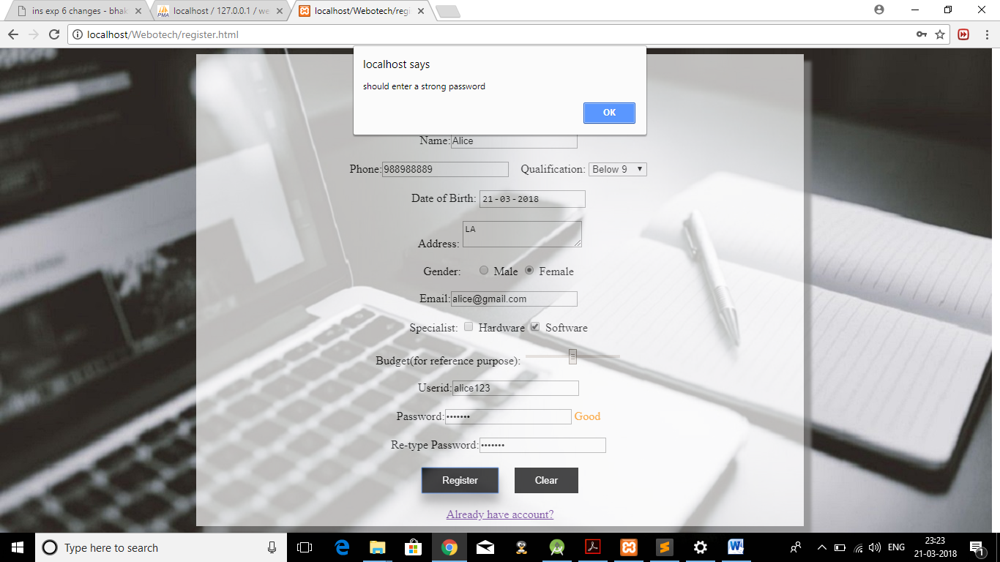 ins exp 6 changes - bhak
localhost / 127.0.0.1 / we
localhost/Webotech/regi
localhost/Webotech/register.html
localhost says
should enter a strong password
OK
Name: Alice
Phone: 988988889 Qualification: Below 9
Date of Birth: 21-03-2018
Address: LA
Gender: Male Female
Email: alice@gmail.com
Specialist: Hardware Software
Budget(for reference purpose):
Userid: alice123
Password: ••••••• Good
Re-type Password: •••••••
Register Clear
Already have account?
Type here to search
ENG
23:23
21-03-2018
1